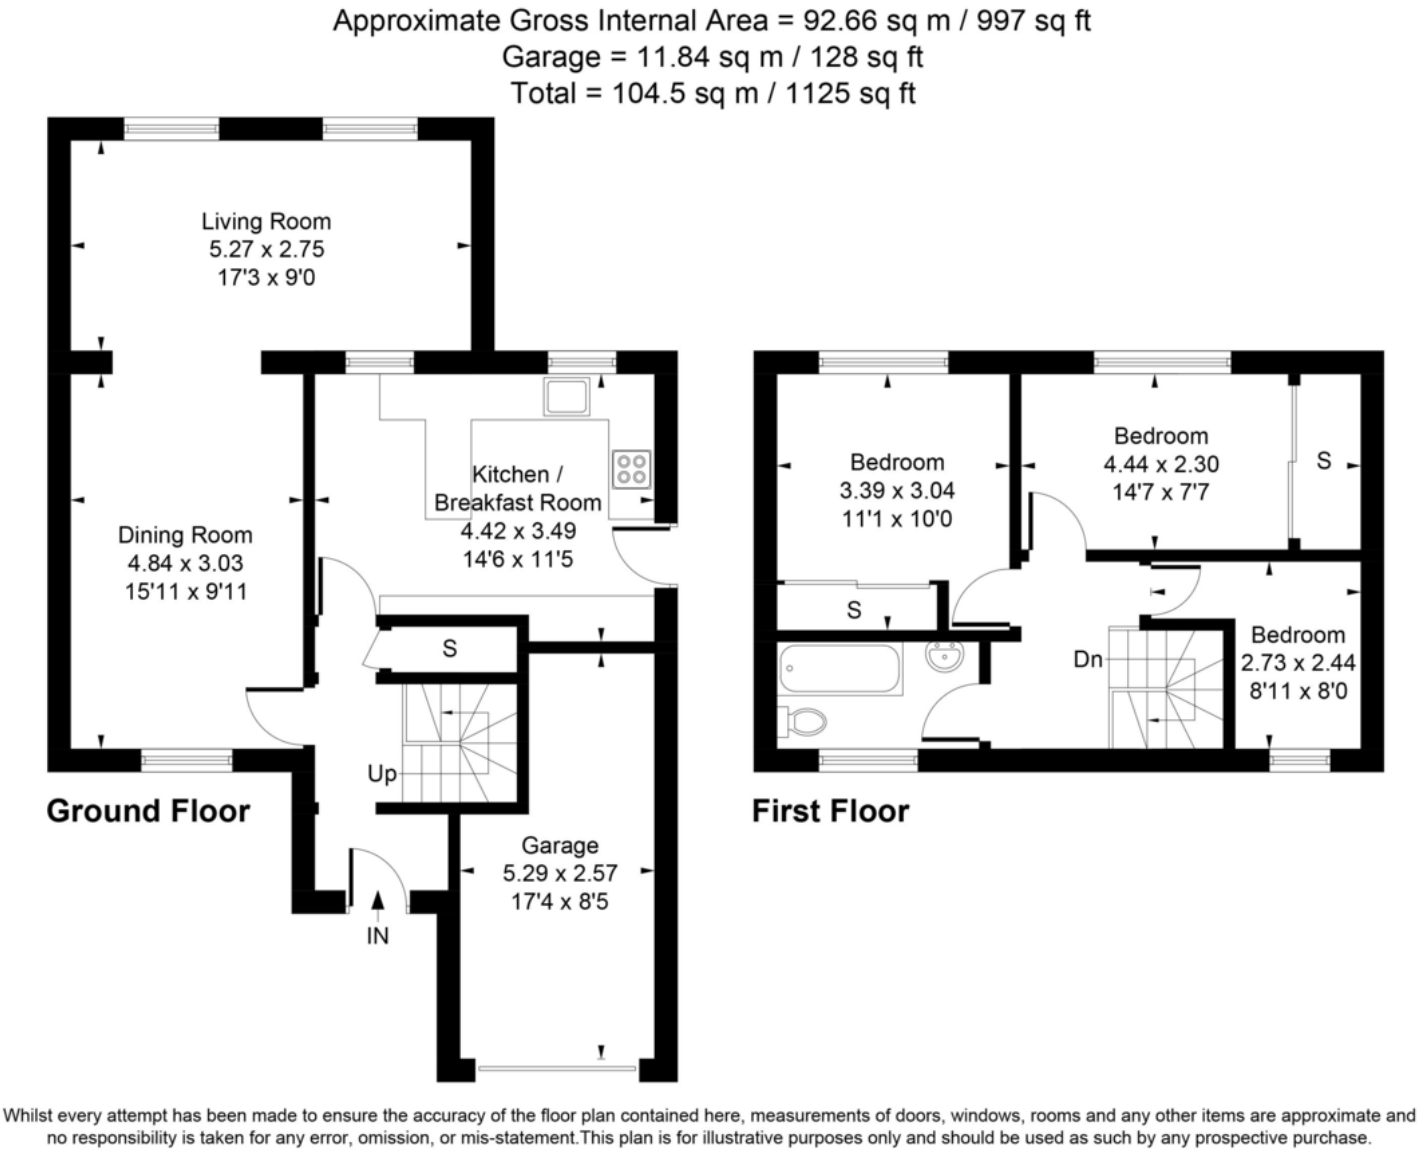 Approximate Gross Internal Area = 92.66 sq m / 997 sq ft
Garage = 11.84 sq m / 128 sq ft
Total = 104.5 sq m / 1125 sq ft
Living Room
5.27 x 2.75
17'3 x 9'0
Dining Room
4.84 x 3.03
15'11 x 9'11
Kitchen /
Breakfast Room
4.42 x 3.49
14'6 x 11'5
S
Up
Garage
5.29 x 2.57
17'4 x 8'5
IN
Ground Floor
Bedroom
3.39 x 3.04
11'1 x 10'0
S
Bedroom
4.44 x 2.30
14'7 x 7'7
S
Bedroom
2.73 x 2.44
8'11 x 8'0
Dn
First Floor
Whilst every attempt has been made to ensure the accuracy of the floor plan contained here, measurements of doors, windows, rooms and any other items are approximate and
no responsibility is taken for any error, omission, or mis-statement.This plan is for illustrative purposes only and should be used as such by any prospective purchase.